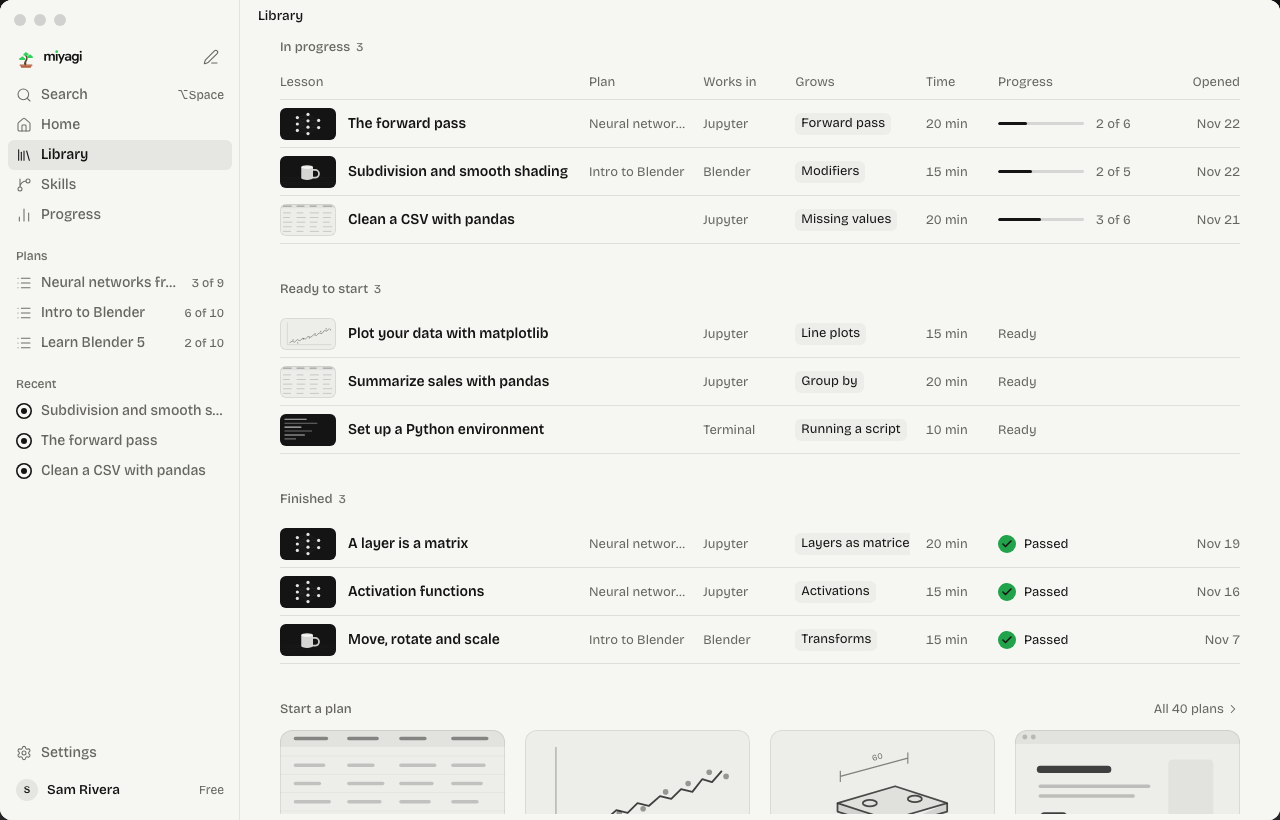 miyagi
Search ⌥Space
Home
Library
Skills
Progress
Plans
Neural networks fr... 3 of 9
Intro to Blender 6 of 10
Learn Blender 5 2 of 10
Recent
Subdivision and smooth s...
The forward pass
Clean a CSV with pandas
Settings
S Sam Rivera Free
Library
In progress 3
Lesson Plan Works in Grows Time Progress Opened
The forward pass Neural networ... Jupyter Forward pass 20 min 2 of 6 Nov 22
Subdivision and smooth shading Intro to Blender Blender Modifiers 15 min 2 of 5 Nov 22
Clean a CSV with pandas Jupyter Missing values 20 min 3 of 6 Nov 21
Ready to start 3
Plot your data with matplotlib Jupyter Line plots 15 min Ready
Summarize sales with pandas Jupyter Group by 20 min Ready
Set up a Python environment Terminal Running a script 10 min Ready
Finished 3
A layer is a matrix Neural networ... Jupyter Layers as matrice 20 min Passed Nov 19
Activation functions Neural networ... Jupyter Activations 15 min Passed Nov 16
Move, rotate and scale Intro to Blender Blender Transforms 15 min Passed Nov 7
Start a plan All 40 plans
60